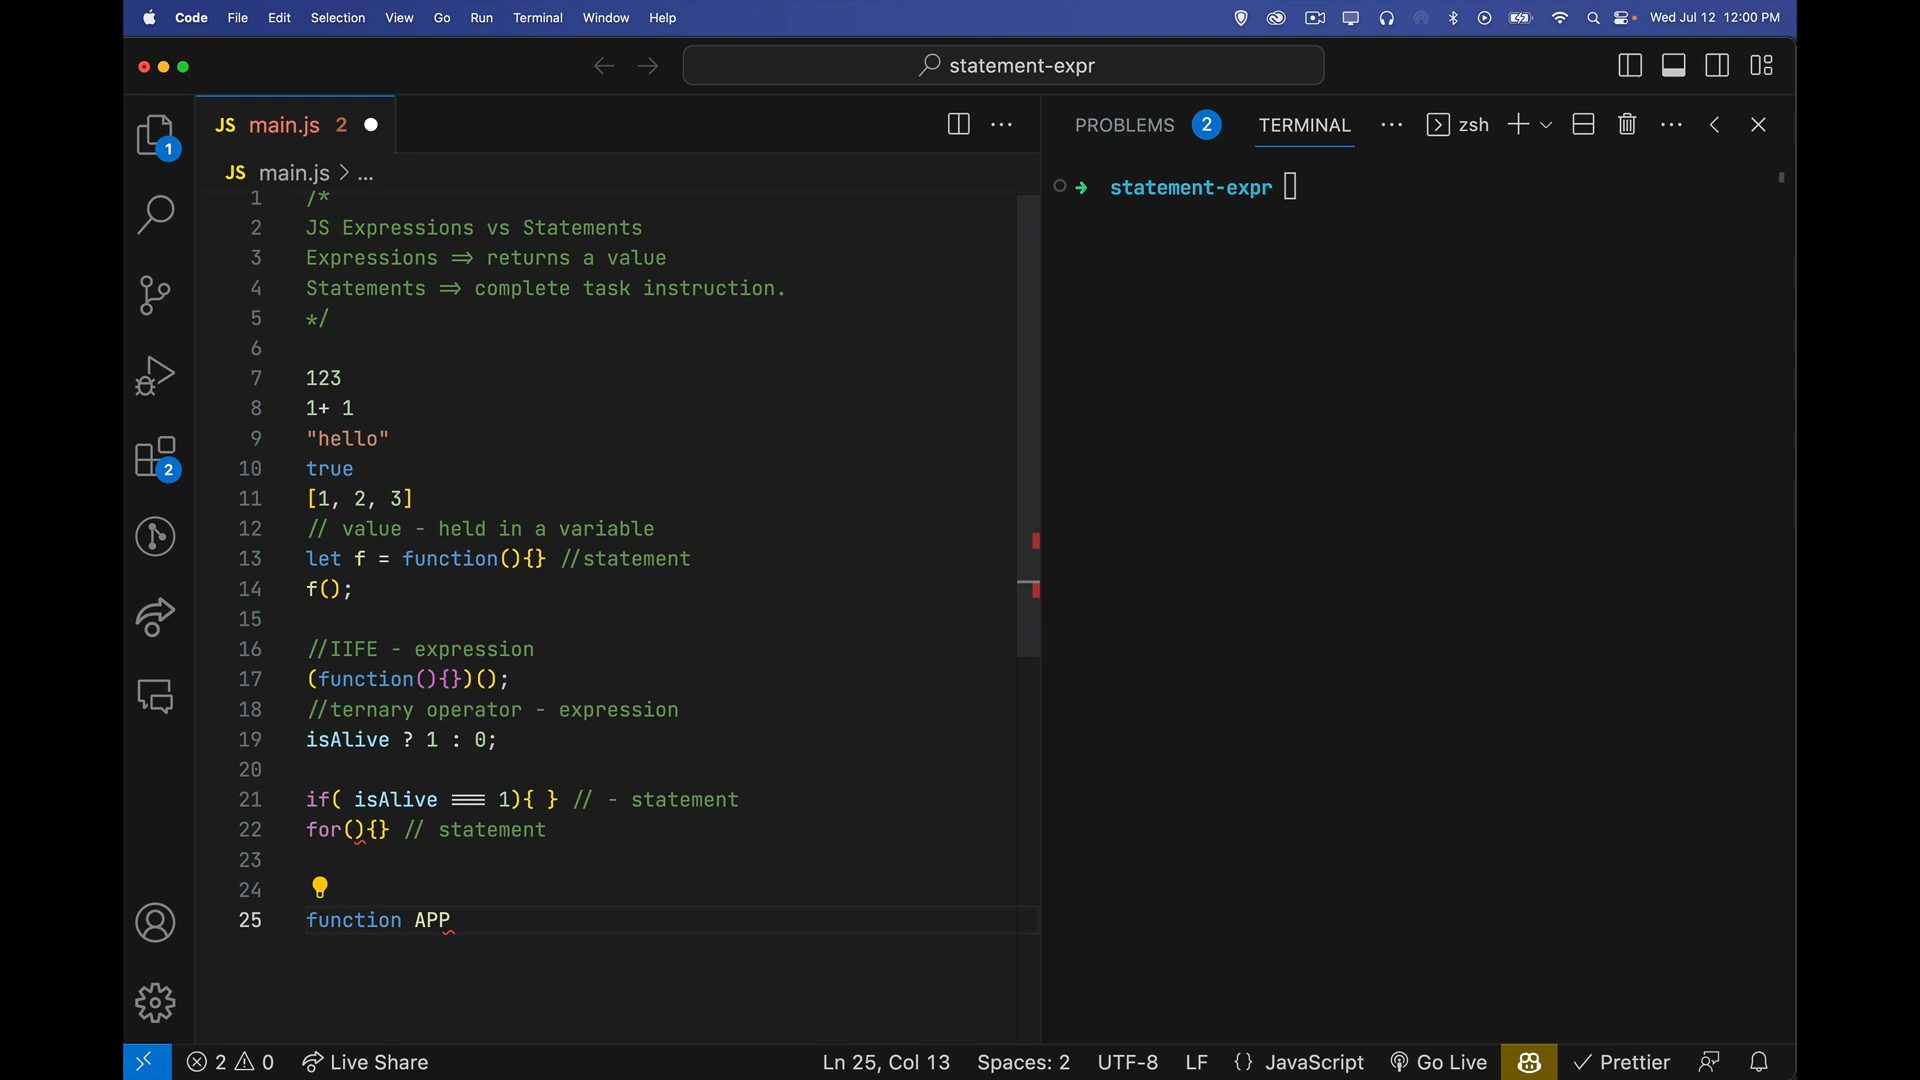 Code File Edit Selection View Go Run Terminal Window Help Wed Jul 12 12:00 PM
statement-expr
JS main.js 2
PROBLEMS 2 TERMINAL zsh
JS main.js > ...
statement-expr
1
2
1 /*
2 JS Expressions vs Statements
3 Expressions => returns a value
4 Statements => complete task instruction.
5 */
6
7 123
8 1+ 1
9 "hello"
10 true
11 [1, 2, 3]
12 // value - held in a variable
13 let f = function(){} //statement
14 f();
15
16 //IIFE - expression
17 (function(){})();
18 //ternary operator - expression
19 isAlive ? 1 : 0;
20
21 if( isAlive === 1){ } // - statement
22 for(){} // statement
23
24
25 function APP
2 0 Live Share Ln 25, Col 13 Spaces: 2 UTF-8 LF {} JavaScript Go Live Prettier